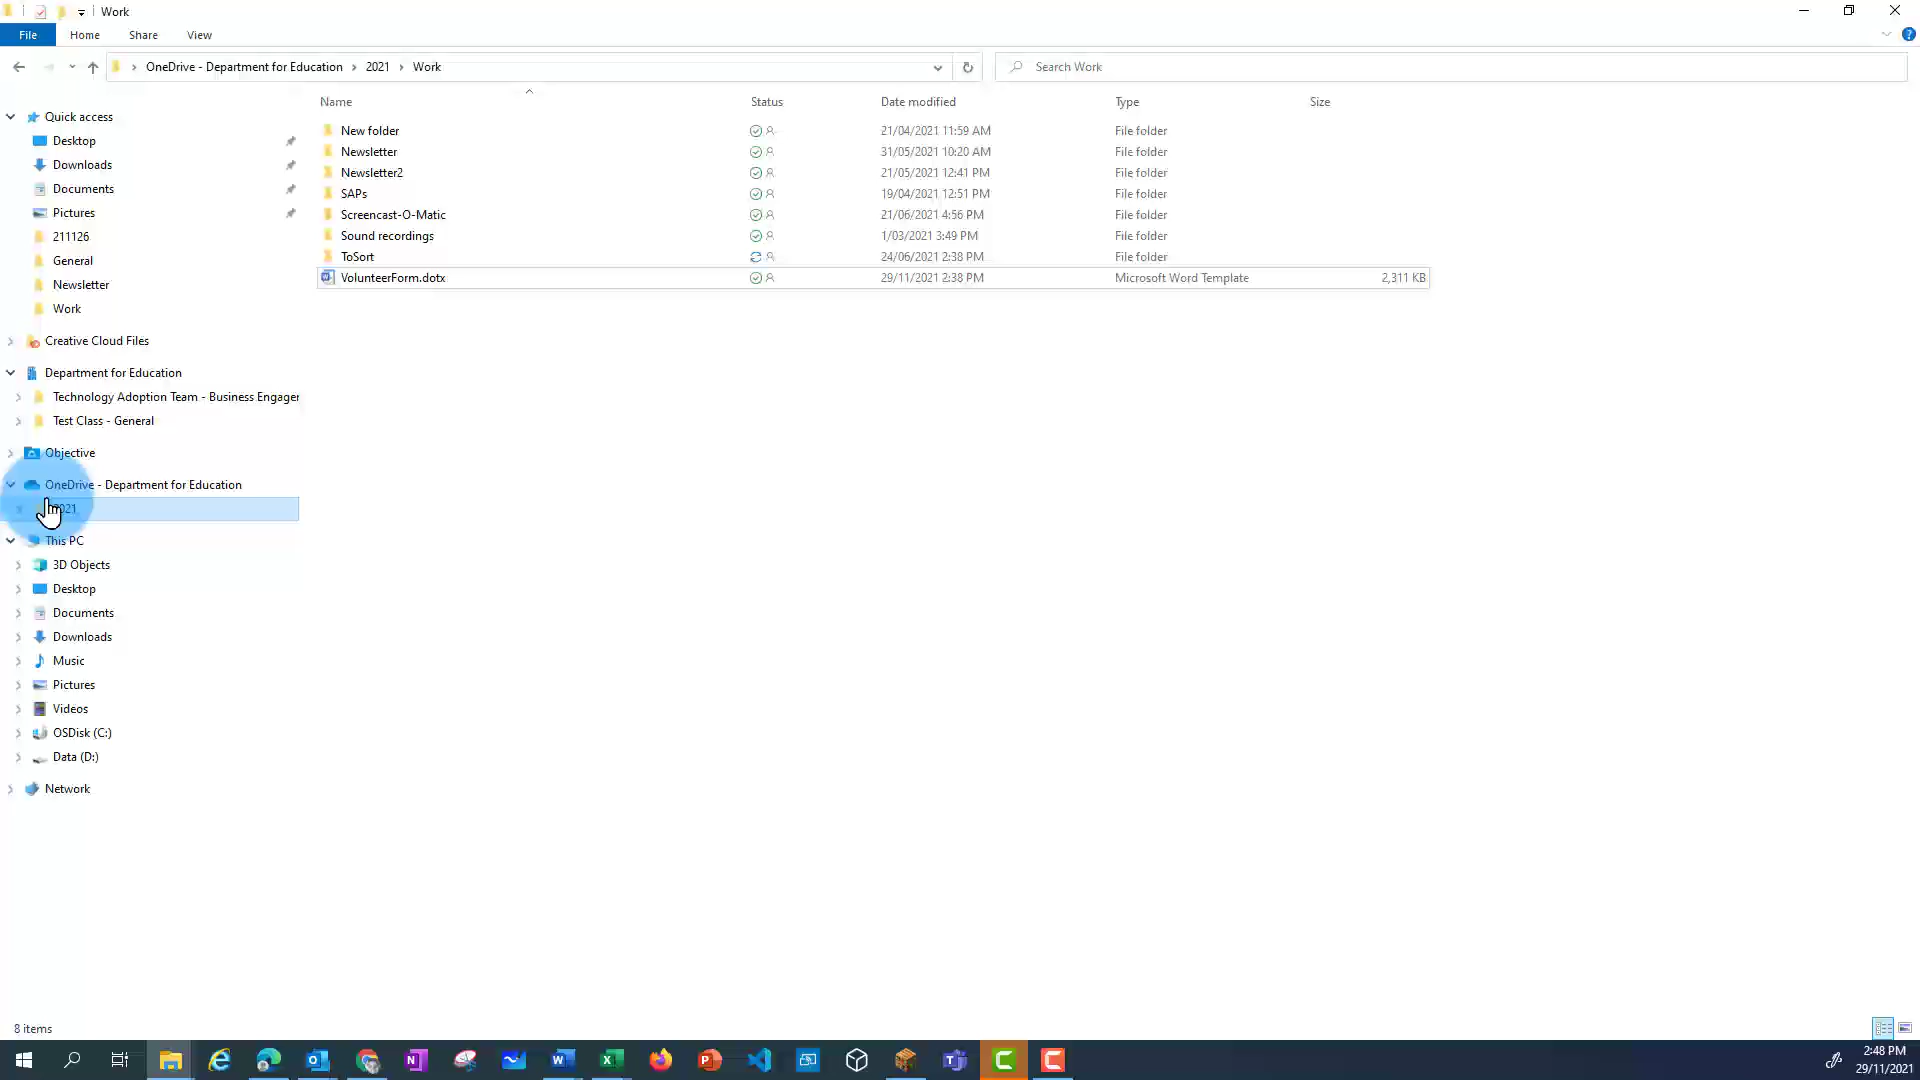 Work
File Home Share View
OneDrive - Department for Education 2021 Work
Search Work
Name Status Date modified Type Size
Quick access
Desktop
Downloads
Documents
Pictures
211126
General
Newsletter
Work
Creative Cloud Files
Department for Education
Technology Adoption Team - Business Engager
Test Class - General
Objective
OneDrive - Department for Education
2021
This PC
3D Objects
Desktop
Documents
Downloads
Music
Pictures
Videos
OSDisk (C:)
Data (D:)
Network
New folder 21/04/2021 11:59 AM File folder
Newsletter 31/05/2021 10:20 AM File folder
Newsletter2 21/05/2021 12:41 PM File folder
SAPs 19/04/2021 12:51 PM File folder
Screencast-O-Matic 21/06/2021 4:56 PM File folder
Sound recordings 1/03/2021 3:49 PM File folder
ToSort 24/06/2021 2:38 PM File folder
VolunteerForm.dotx 29/11/2021 2:38 PM Microsoft Word Template 2,311 KB
8 items
2:48 PM
29/11/2021